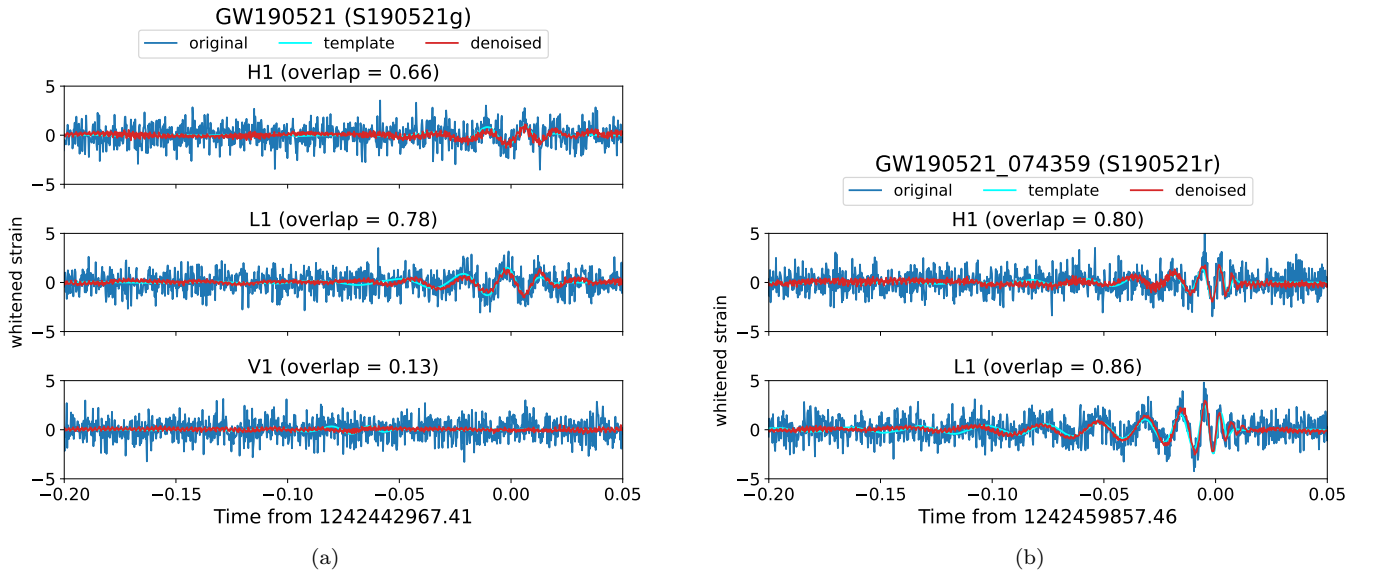 GW190521 (S190521g)
original template denoised
H1 (overlap = 0.66)
5
0
−5
L1 (overlap = 0.78)
5
0
−5
whitened strain
V1 (overlap = 0.13)
5
0
−5
−0.20 −0.15 −0.10 −0.05 0.00 0.05
Time from 1242442967.41
(a)
GW190521_074359 (S190521r)
original template denoised
H1 (overlap = 0.80)
5
0
−5
whitened strain
L1 (overlap = 0.86)
5
0
−5
−0.20 −0.15 −0.10 −0.05 0.00 0.05
Time from 1242459857.46
(b)